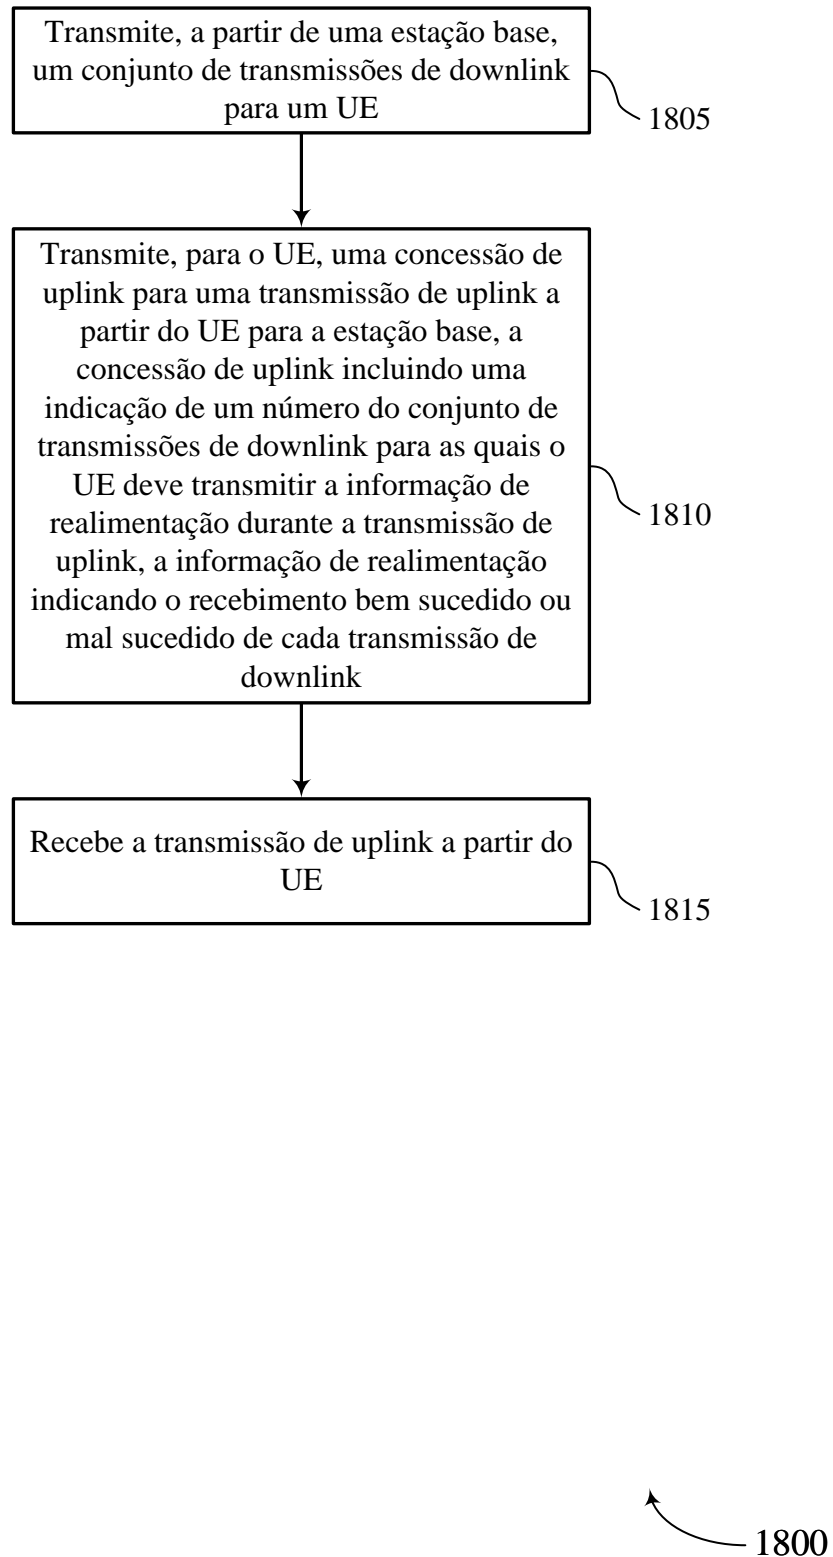 Transmite, a partir de uma estação base,
um conjunto de transmissões de downlink
para um UE
1805
Transmite, para o UE, uma concessão de
uplink para uma transmissão de uplink a
partir do UE para a estação base, a
concessão de uplink incluindo uma
indicação de um número do conjunto de
transmissões de downlink para as quais o
UE deve transmitir a informação de
realimentação durante a transmissão de
uplink, a informação de realimentação
indicando o recebimento bem sucedido ou
mal sucedido de cada transmissão de
downlink
1810
Recebe a transmissão de uplink a partir do
UE
1815
1800